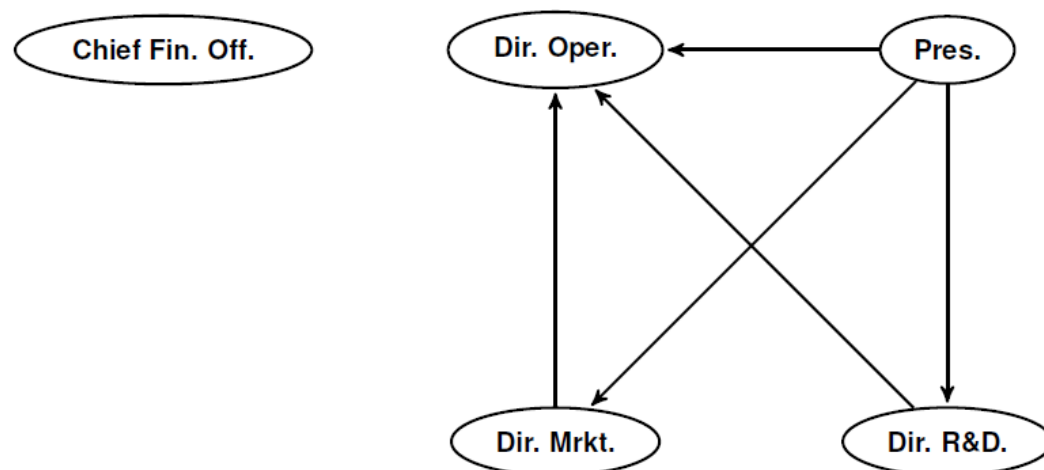 Chief Fin. Off.
Dir. Oper.
Pres.
Dir. Mrkt.
Dir. R&D.